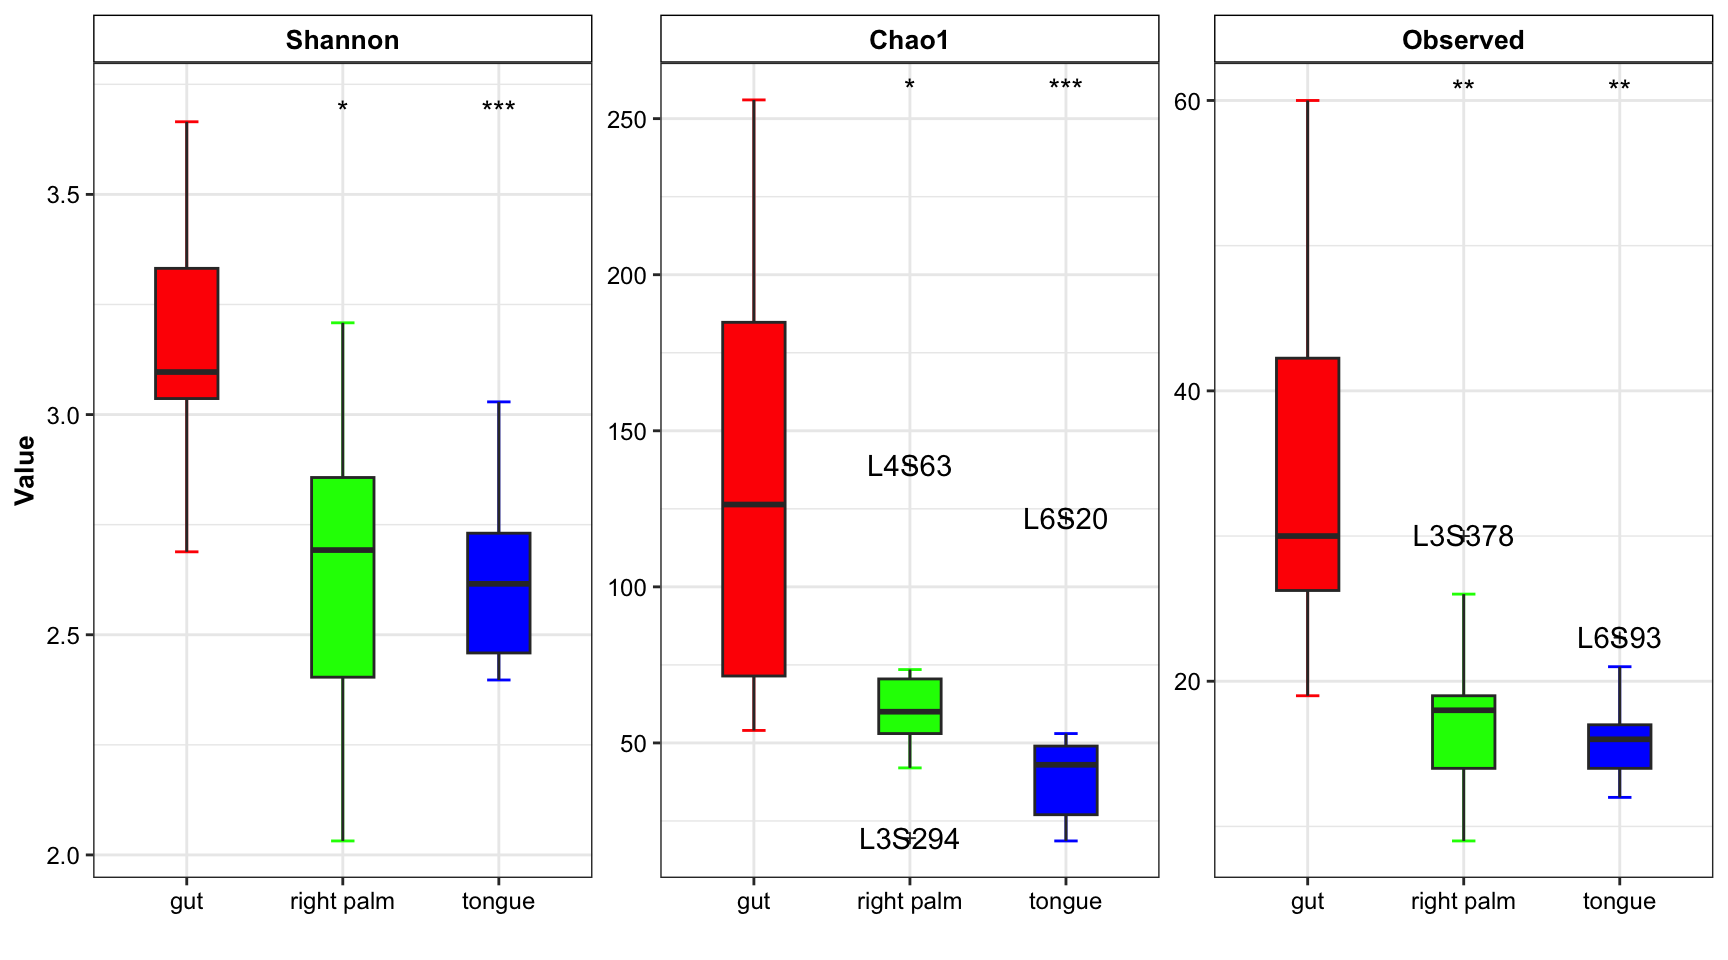 Shannon
Chao1
Observed
* ***
* ***
** **
Value
3.5
3.0
2.5
2.0
250
200
150
100
50
60
40
20
L4S63
L6S20
L3S294
L3S378
L6S93
gut right palm tongue
gut right palm tongue
gut right palm tongue